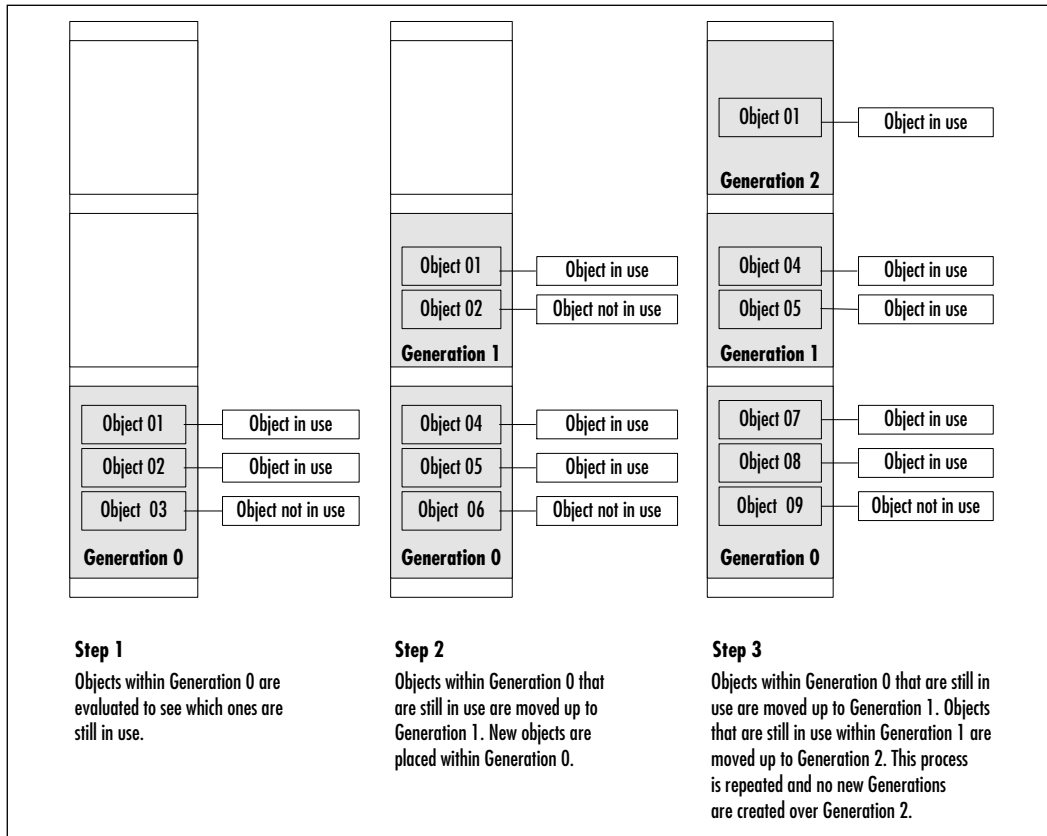 Object 01
Object in use
Generation 2
Object 01
Object in use
Object 02
Object not in use
Generation 1
Object 04
Object in use
Object 05
Object in use
Generation 1
Object 01
Object in use
Object 02
Object in use
Object 03
Object not in use
Generation 0
Object 04
Object in use
Object 05
Object in use
Object 06
Object not in use
Generation 0
Object 07
Object in use
Object 08
Object in use
Object 09
Object not in use
Generation 0
Step 1
Objects within Generation 0 are
evaluated to see which ones are
still in use.
Step 2
Objects within Generation 0 that
are still in use are moved up to
Generation 1. New objects are
placed within Generation 0.
Step 3
Objects within Generation 0 that are still in
use are moved up to Generation 1. Objects
that are still in use within Generation 1 are
moved up to Generation 2. This process
is repeated and no new Generations
are created over Generation 2.